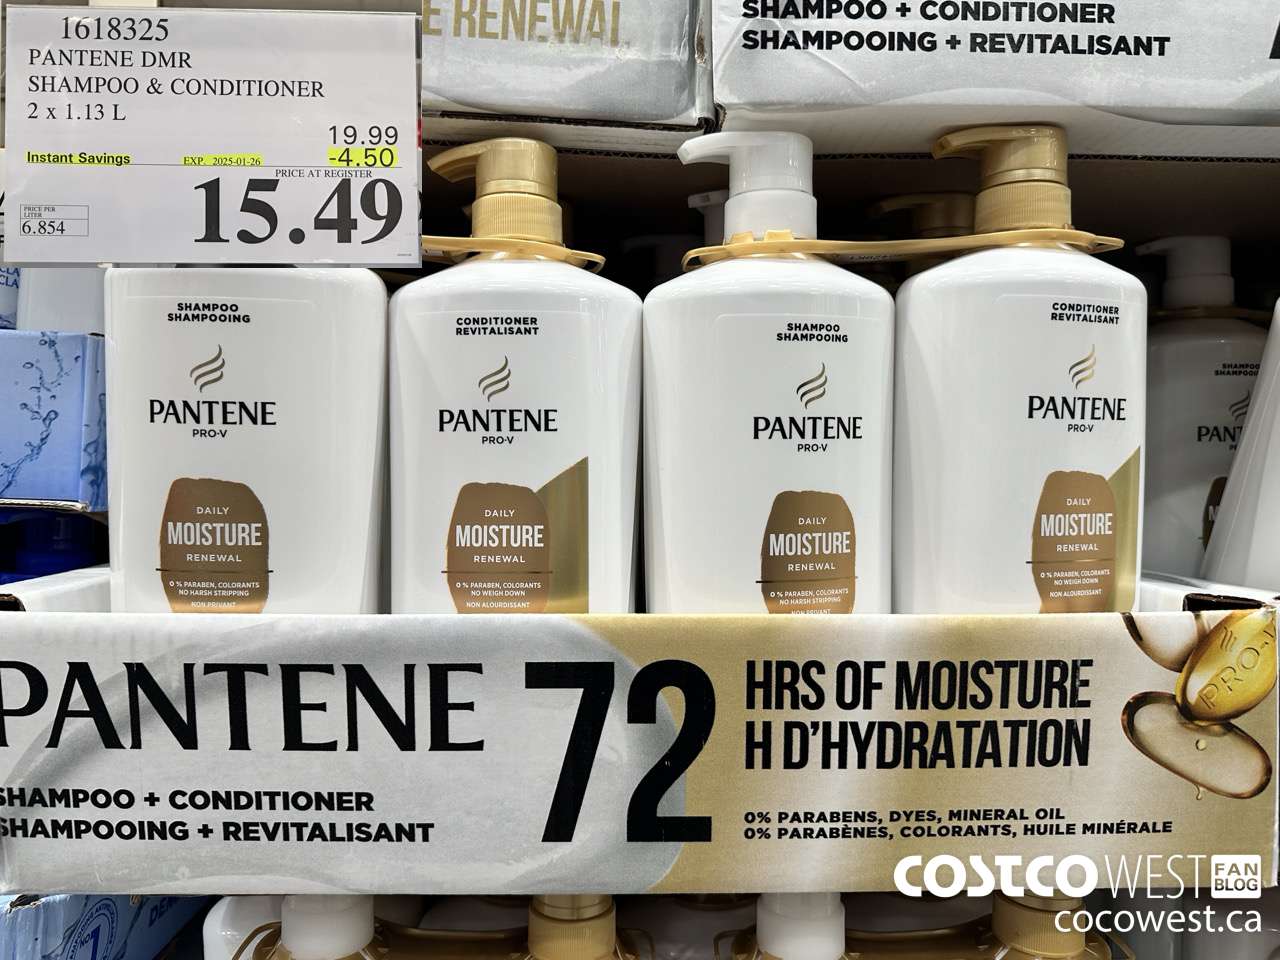 E RENEWAL
SHAMPOO + CONDITIONER
SHAMPOOING + REVITALISANT
1618325
PANTENE DMR
SHAMPOO & CONDITIONER
2 x 1.13 L
19.99
Instant Savings EXP. 2025-01-26 -4.50
PRICE AT REGISTER
15.49
PRICE PER
LITER
6.854
SHAMPOO
SHAMPOOING
PANTENE
PRO-V
DAILY
MOISTURE
RENEWAL
0 % PARABEN, COLORANTS
NO HARSH STRIPPING
NON PRIVANT
CONDITIONER
REVITALISANT
PANTENE
PRO-V
DAILY
MOISTURE
RENEWAL
0 % PARABEN, COLORANTS
NO WEIGH DOWN
NON ALOURDISSANT
SHAMPOO
SHAMPOOING
PANTENE
PRO-V
DAILY
MOISTURE
RENEWAL
0 % PARABEN, COLORANTS
NO HARSH STRIPPING
NON PRIVANT
CONDITIONER
REVITALISANT
PANTENE
PRO-V
DAILY
MOISTURE
RENEWAL
0 % PARABEN, COLORANTS
NO WEIGH DOWN
NON ALOURDISSANT
SHAMPOO
SHAMPOOI
PANT
PANTENE
SHAMPOO + CONDITIONER
SHAMPOOING + REVITALISANT
72
HRS OF MOISTURE
H D'HYDRATATION
0% PARABENS, DYES, MINERAL OIL
0% PARABÈNES, COLORANTS, HUILE MINÉRALE
PRO-V
COSTCO WEST FAN BLOG
cocowest.ca